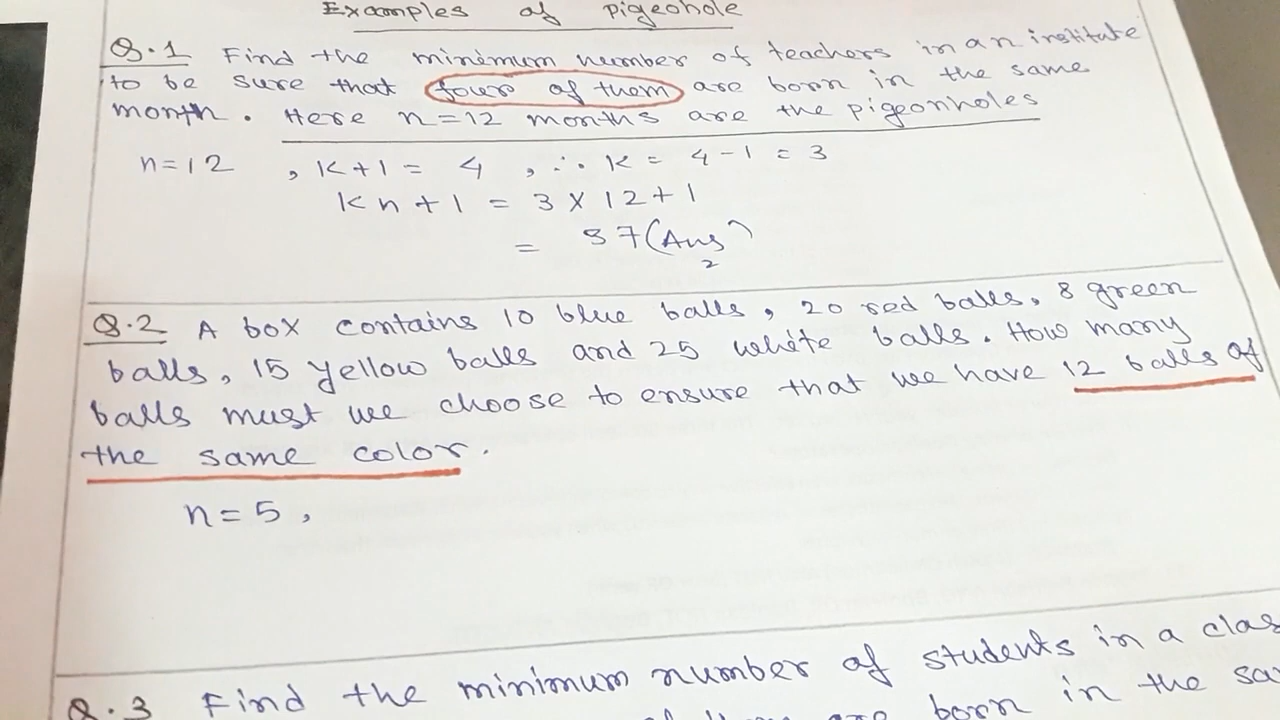 Examples of pigeohole
Q.1 Find the minimum number of teachers in an institute
to be sure that four of them are born in the same
month. Here n=12 months are the pigeonholes
n=12 , K+1 = 4 , ∴ K = 4-1 = 3
Kn+1 = 3 X 12+1
= 37(Ans)
Q.2 A box contains 10 blue balls, 20 red balls, 8 green
balls, 15 yellow balls and 25 white balls. How many
balls must we choose to ensure that we have 12 balls of
the same color.
n=5,
Q.3 Find the minimum number of students in a clas
are born in the sa